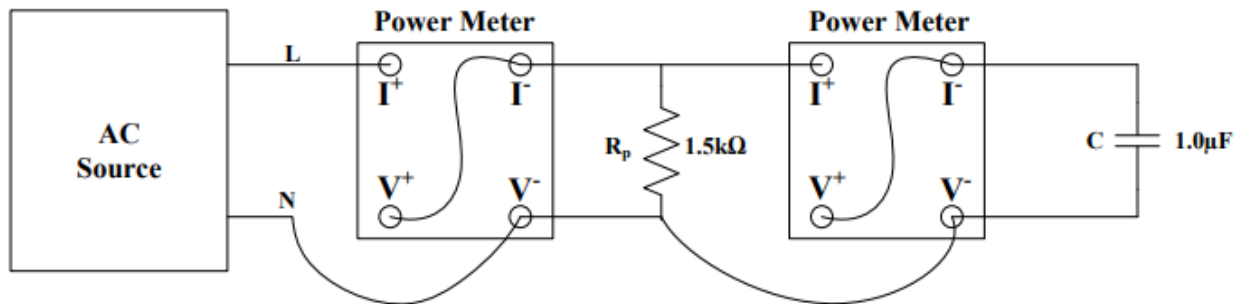 Power Meter
Power Meter
L
I⁺
I⁻
I⁺
I⁻
AC
Source
Rₚ
1.5kΩ
C
1.0µF
N
V⁺
V⁻
V⁺
V⁻